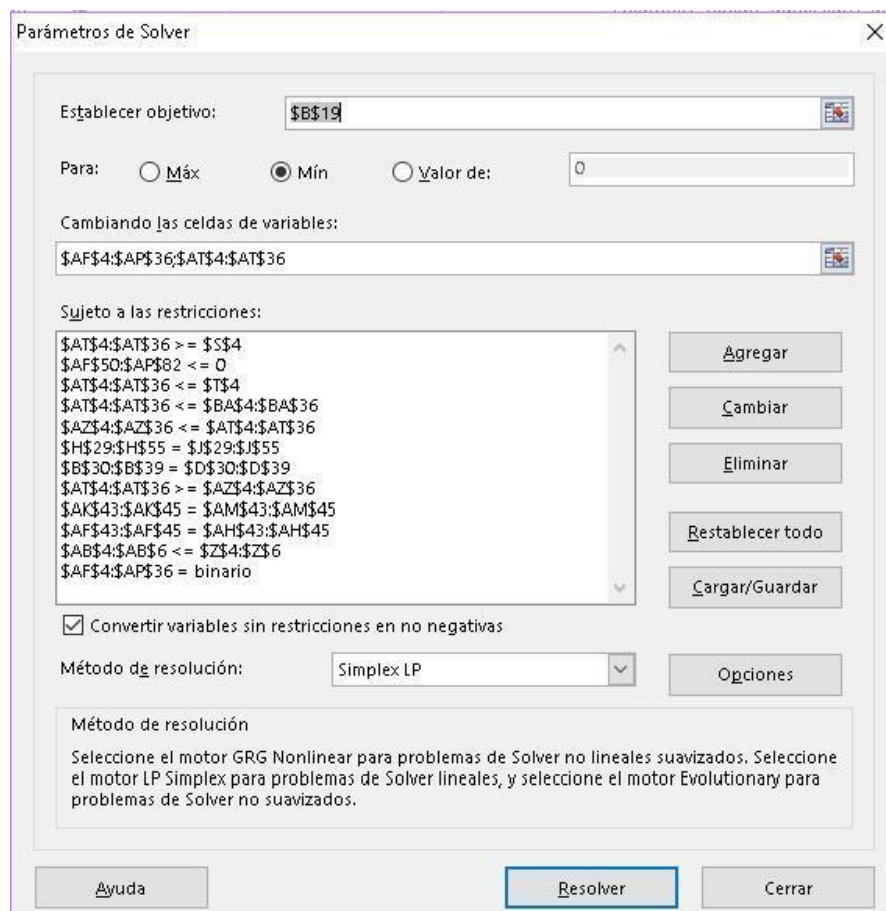 Parámetros de Solver
Establecer objetivo: $B$19
Para: Máx Mín Valor de: 0
Cambiando las celdas de variables:
$AF$4:$AP$36;$AT$4:$AT$36
Sujeto a las restricciones:
$AT$4:$AT$36 >= $S$4
$AF$50:$AP$82 <= 0
$AT$4:$AT$36 <= $T$4
$AT$4:$AT$36 <= $BA$4:$BA$36
$AZ$4:$AZ$36 <= $AT$4:$AT$36
$H$29:$H$55 = $J$29:$J$55
$B$30:$B$39 = $D$30:$D$39
$AT$4:$AT$36 >= $AZ$4:$AZ$36
$AK$43:$AK$45 = $AM$43:$AM$45
$AF$43:$AF$45 = $AH$43:$AH$45
$AB$4:$AB$6 <= $Z$4:$Z$6
$AF$4:$AP$36 = binario
Agregar
Cambiar
Eliminar
Restablecer todo
Cargar/Guardar
Convertir variables sin restricciones en no negativas
Método de resolución: Simplex LP Opciones
Método de resolución
Seleccione el motor GRG Nonlinear para problemas de Solver no lineales suavizados. Seleccione
el motor LP Simplex para problemas de Solver lineales, y seleccione el motor Evolutionary para
problemas de Solver no suavizados.
Ayuda Resolver Cerrar